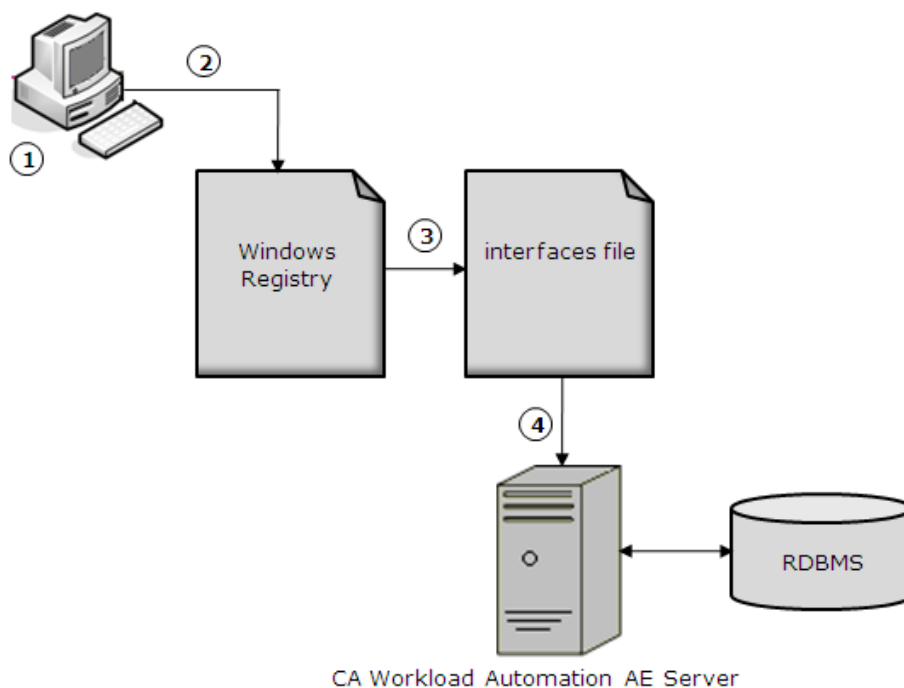 2
1
Windows
Registry
3
interfaces file
4
RDBMS
CA Workload Automation AE Server